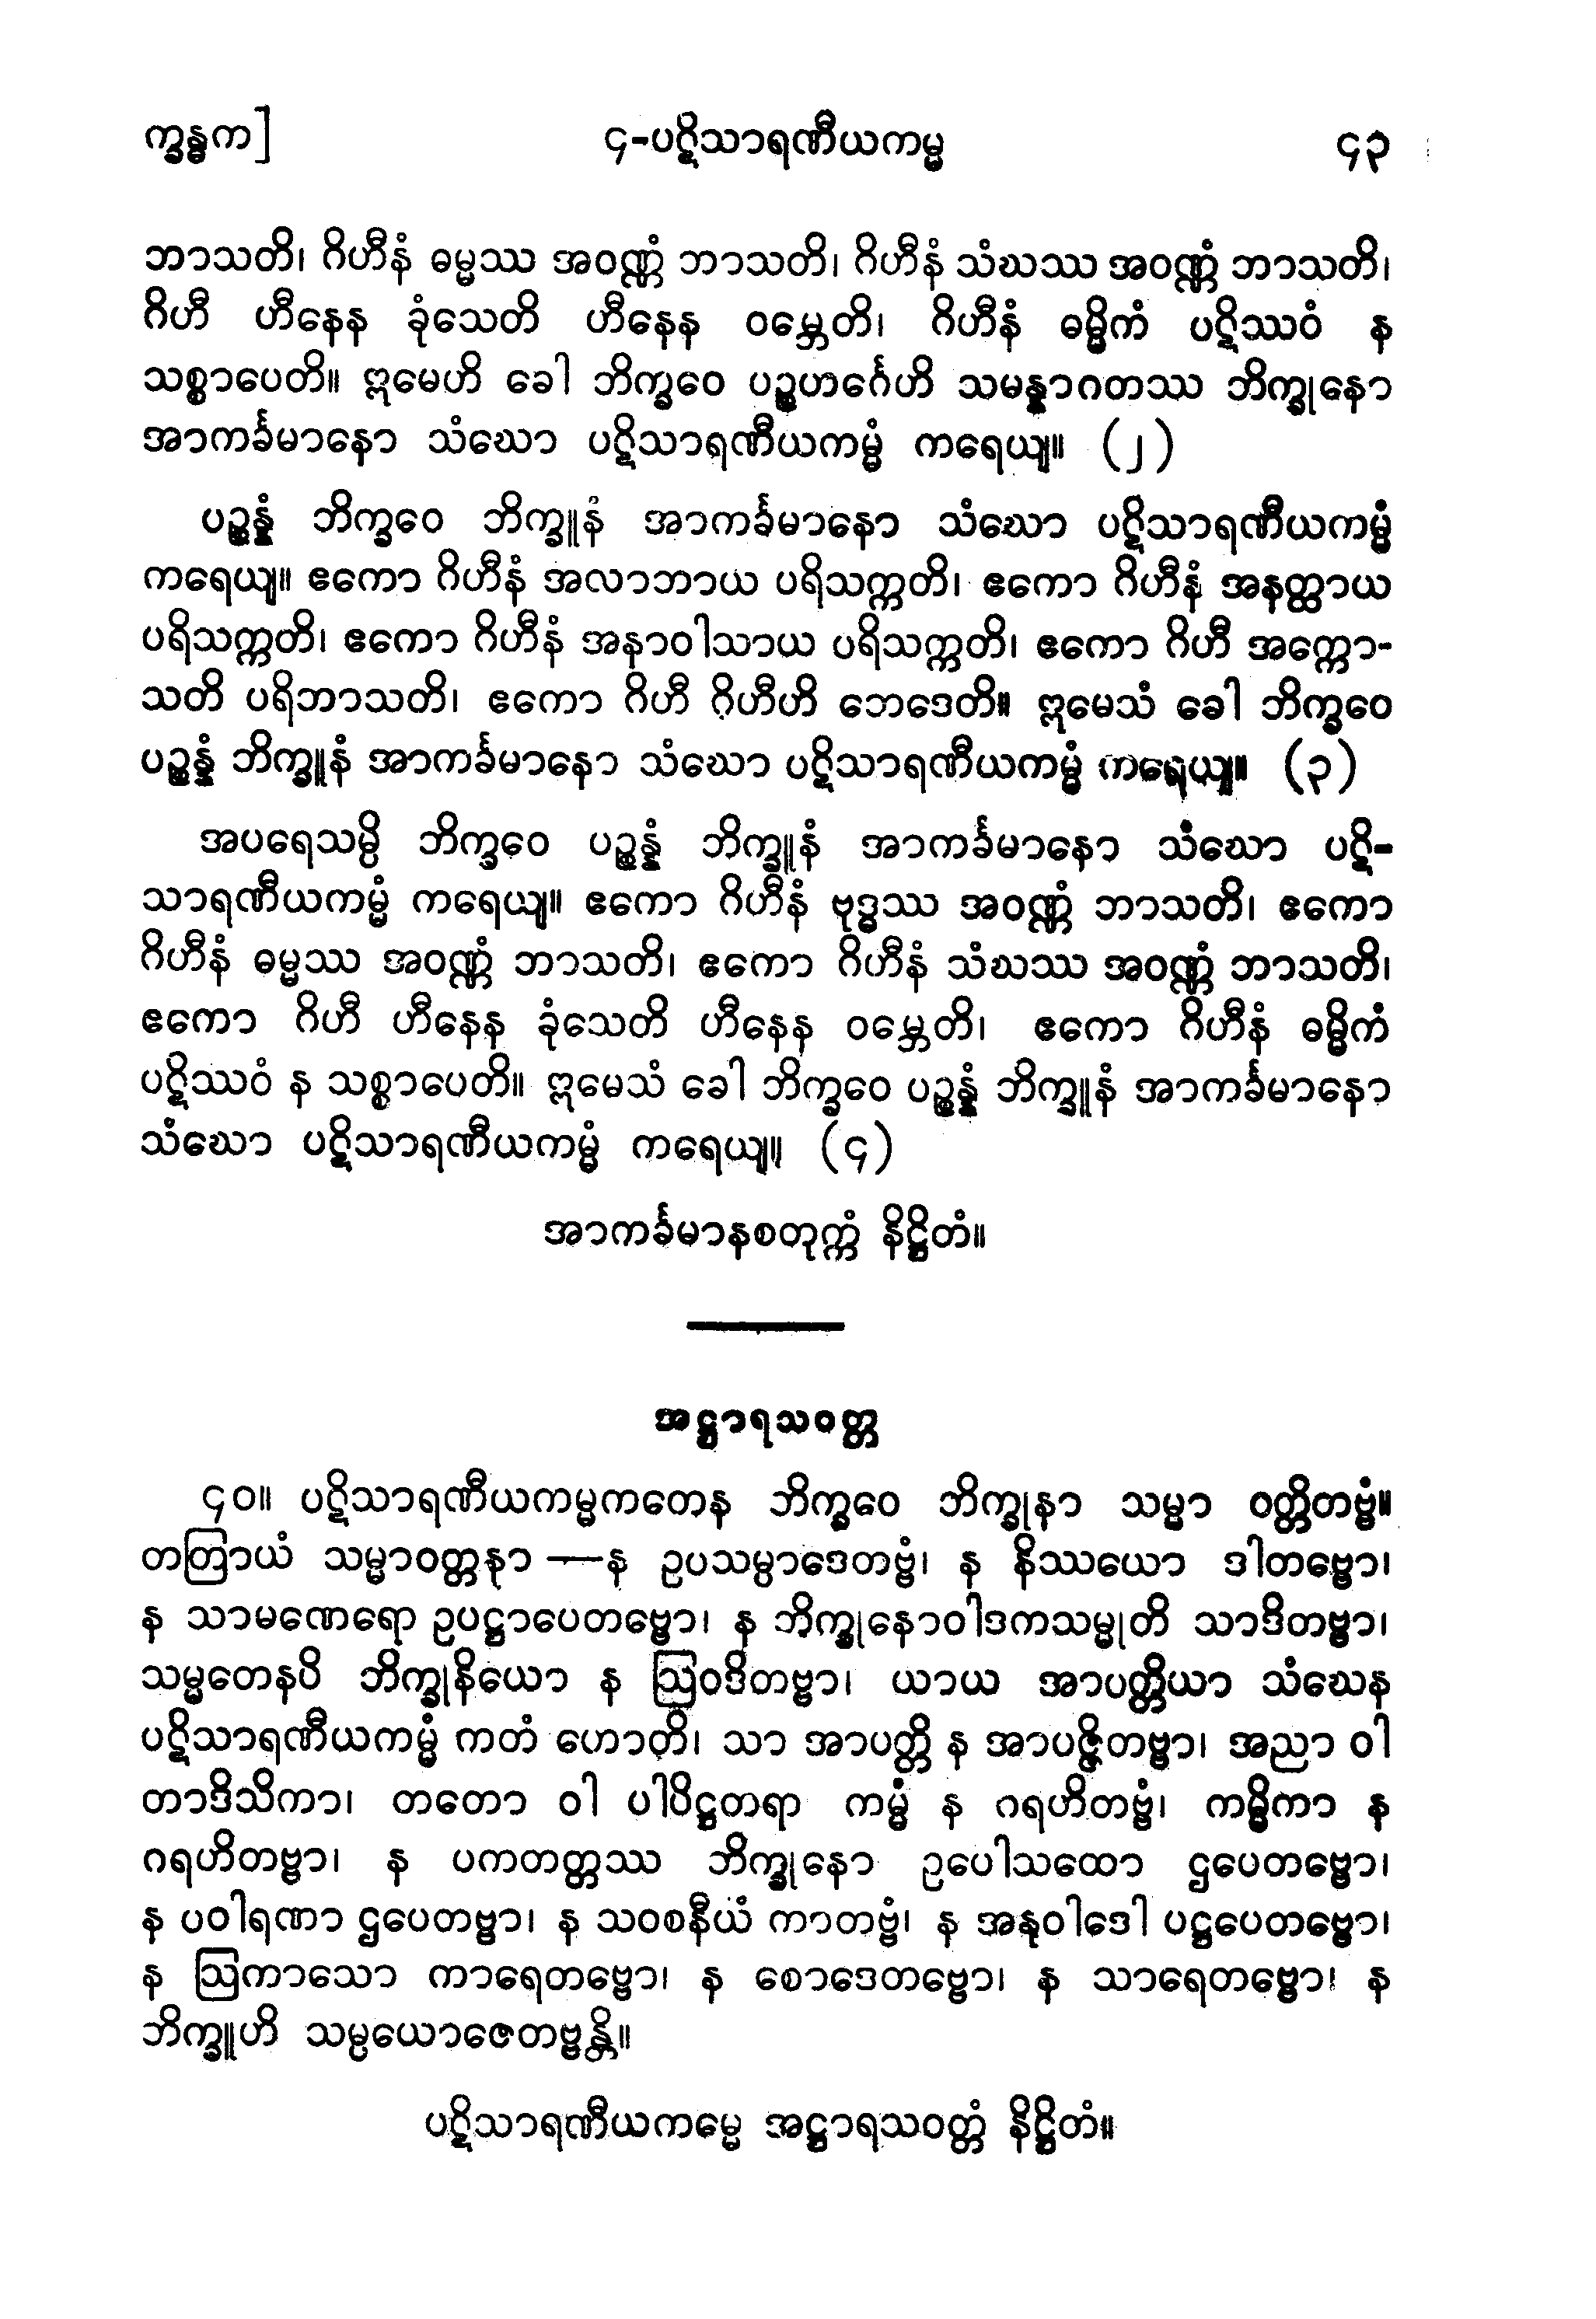 က္ခန္ဓက]
၄-ပဋိသာရဏီယကမ္မ
၄၃
ဘာသတိ၊ ဂိဟီနံ ဓမ္မဿ အဝဏ္ဏံ ဘာသတိ၊ ဂိဟီနံ သံဃဿ အဝဏ္ဏံ ဘာသတိ၊
ဂိဟီ ဟီနေန ခုံသေတိ ဟီနေန ဝမ္ဘေတိ၊ ဂိဟီနံ ဓမ္မိကံ ပဋိဿဝံ န
သစ္စာပေတိ။ ဣမေဟိ ခေါ ဘိက္ခဝေ ပဉ္စဟင်္ဂေဟိ သမန္နာဂတဿ ဘိက္ခုနော
အာကင်္ခမာနော သံဃော ပဋိသာရဏီယကမ္မံ ကရေယျ။ (၂)
ပဉ္စန္နံ ဘိက္ခဝေ ဘိက္ခူနံ အာကင်္ခမာနော သံဃော ပဋိသာရဏီယကမ္မံ
ကရေယျ။ ဧကော ဂိဟီနံ အလာဘာယ ပရိသက္ကတိ၊ ဧကော ဂိဟီနံ အနတ္ထာယ
ပရိသက္ကတိ၊ ဧကော ဂိဟီနံ အနာဝါသာယ ပရိသက္ကတိ၊ ဧကော ဂိဟီ အက္ကော-
သတိ ပရိဘာသတိ၊ ဧကော ဂိဟီ ဂိဟီဟိ ဘေဒေတိ။ ဣမေသံ ခေါ ဘိက္ခဝေ
ပဉ္စန္နံ ဘိက္ခူနံ အာကင်္ခမာနော သံဃော ပဋိသာရဏီယကမ္မံ ကရေယျ။ (၃)
အပရေသမ္ပိ ဘိက္ခဝေ ပဉ္စန္နံ ဘိက္ခူနံ အာကင်္ခမာနော သံဃော ပဋိ-
သာရဏီယကမ္မံ ကရေယျ။ ဧကော ဂိဟီနံ ဗုဒ္ဓဿ အဝဏ္ဏံ ဘာသတိ၊ ဧကော
ဂိဟီနံ ဓမ္မဿ အဝဏ္ဏံ ဘာသတိ၊ ဧကော ဂိဟီနံ သံဃဿ အဝဏ္ဏံ ဘာသတိ၊
ဧကော ဂိဟီ ဟီနေန ခုံသေတိ ဟီနေန ဝမ္ဘေတိ၊ ဧကော ဂိဟီနံ ဓမ္မိကံ
ပဋိဿဝံ န သစ္စာပေတိ။ ဣမေသံ ခေါ ဘိက္ခဝေ ပဉ္စန္နံ ဘိက္ခူနံ အာကင်္ခမာနော
သံဃော ပဋိသာရဏီယကမ္မံ ကရေယျ။ (၄)
အာကင်္ခမာနစတုက္ကံ နိဋ္ဌိတံ။
အဋ္ဌာရသဝတ္တ
၄၀။ ပဋိသာရဏီယကမ္မကတေန ဘိက္ခဝေ ဘိက္ခုနာ သမ္မာ ဝတ္တိတဗ္ဗံ။
တတြာယံ သမ္မာဝတ္တနာ —န ဥပသမ္ပာဒေတဗ္ဗံ၊ န နိဿယော ဒါတဗ္ဗော၊
န သာမဏေရော ဥပဋ္ဌာပေတဗ္ဗော၊ န ဘိက္ခုနောဝါဒကသမ္မုတိ သာဒိတဗ္ဗာ၊
သမ္မတေနပိ ဘိက္ခုနိယော န ဩဝဒိတဗ္ဗာ၊ ယာယ အာပတ္တိယာ သံဃေန
ပဋိသာရဏီယကမ္မံ ကတံ ဟောတိ၊ သာ အာပတ္တိ န အာပဇ္ဇိတဗ္ဗာ၊ အညာ ဝါ
တာဒိသိကာ၊ တတော ဝါ ပါပိဋ္ဌတရာ ကမ္မံ န ဂရဟိတဗ္ဗံ၊ ကမ္မိကာ န
ဂရဟိတဗ္ဗာ၊ န ပကတတ္တဿ ဘိက္ခုနော ဥပေါသထော ဌပေတဗ္ဗော၊
န ပဝါရဏာ ဌပေတဗ္ဗာ၊ န သဝစနီယံ ကာတဗ္ဗံ၊ န အနုဝါဒေါ ပဋ္ဌပေတဗ္ဗော၊
န ဩကာသော ကာရေတဗ္ဗော၊ န စောဒေတဗ္ဗော၊ န သာရေတဗ္ဗော၊ န
ဘိက္ခူဟိ သမ္ပယောဇေတဗ္ဗန္တိ။
ပဋိသာရဏီယကမ္မေ အဋ္ဌာရသဝတ္တံ နိဋ္ဌိတံ။